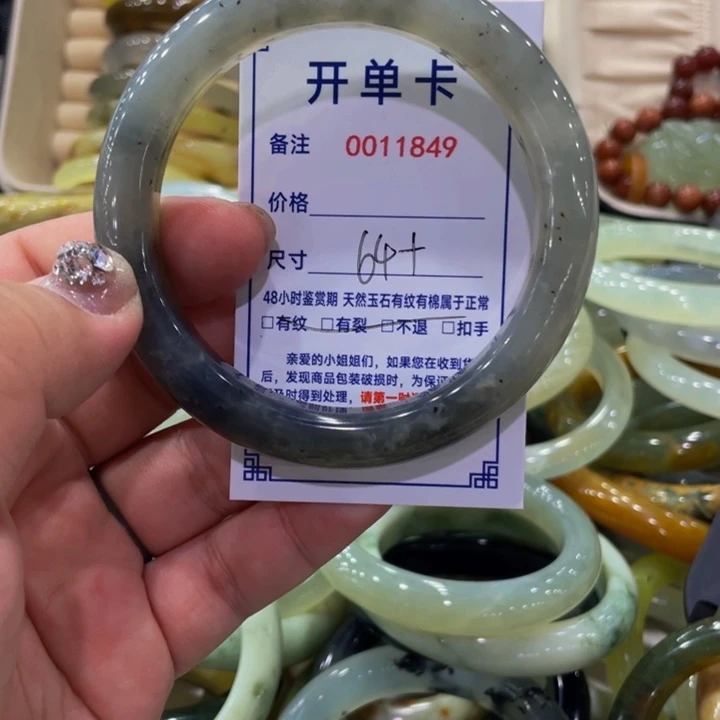 开单卡
备注 0011849
价格
尺寸 64+
48小时鉴赏期 天然玉石有纹有棉属于正常
□有纹 □有裂 □不退 □扣手
亲爱的小姐姐们,如果您在收到
后,发现商品包装破损时,为保
及时得到处理,请第一时